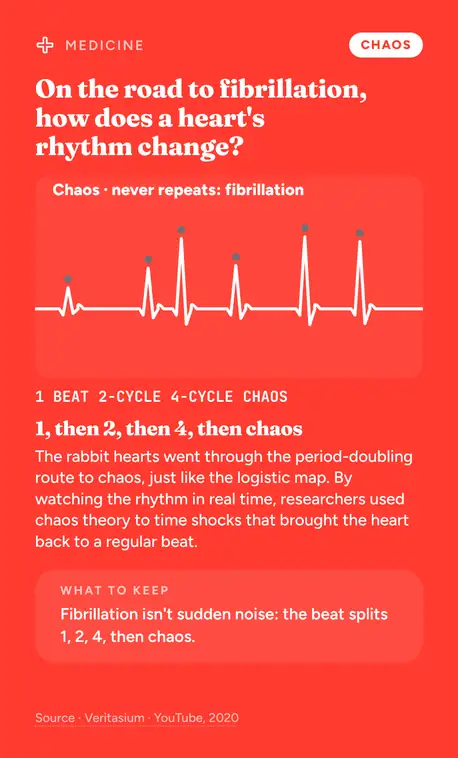 MEDICINE
CHAOS
On the road to fibrillation,
how does a heart's
rhythm change?
Chaos · never repeats: fibrillation
1 BEAT 2-CYCLE 4-CYCLE CHAOS
1, then 2, then 4, then chaos
The rabbit hearts went through the period-doubling
route to chaos, just like the logistic map. By
watching the rhythm in real time, researchers used
chaos theory to time shocks that brought the heart
back to a regular beat.
WHAT TO KEEP
Fibrillation isn't sudden noise: the beat splits
1, 2, 4, then chaos.
Source · Veritasium · YouTube, 2020